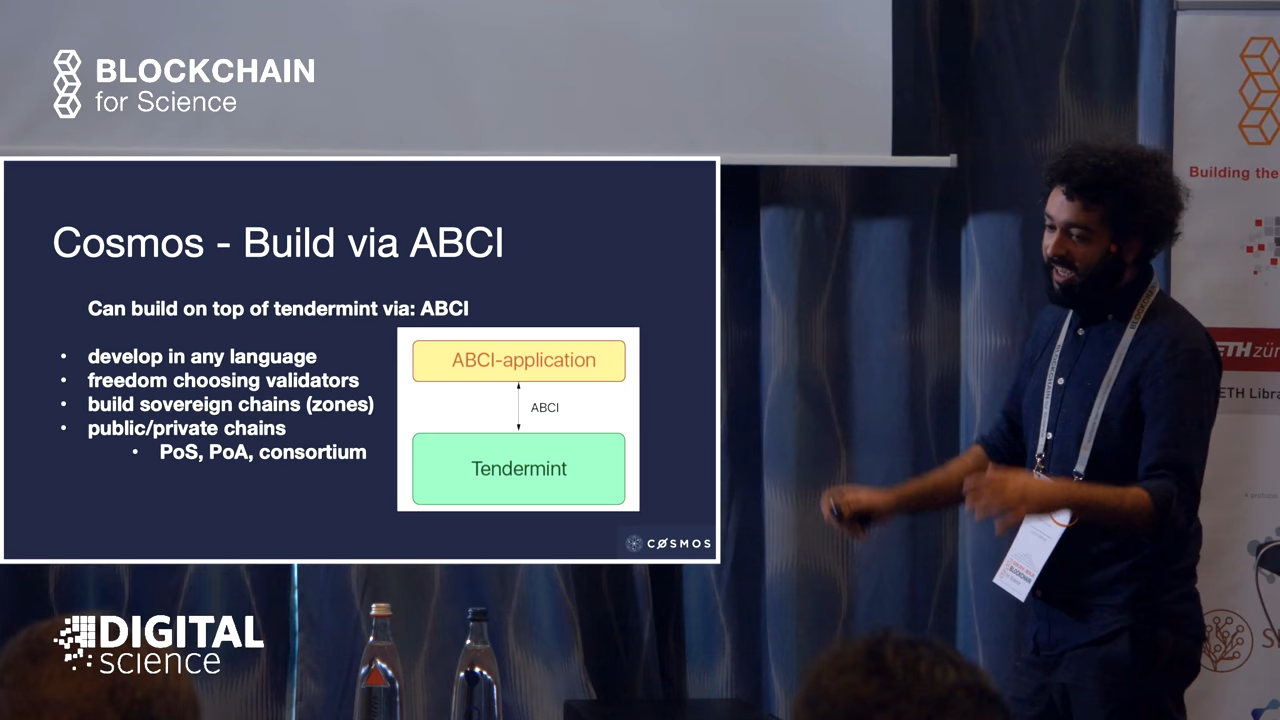 BLOCKCHAIN
for Science
Cosmos - Build via ABCI
Can build on top of tendermint via: ABCI
• develop in any language
• freedom choosing validators
• build sovereign chains (zones)
• public/private chains
• PoS, PoA, consortium
ABCI-application
ABCI
Tendermint
CØSMOS
DIGITAL
science
Building the
ETH zür
ETH Libra